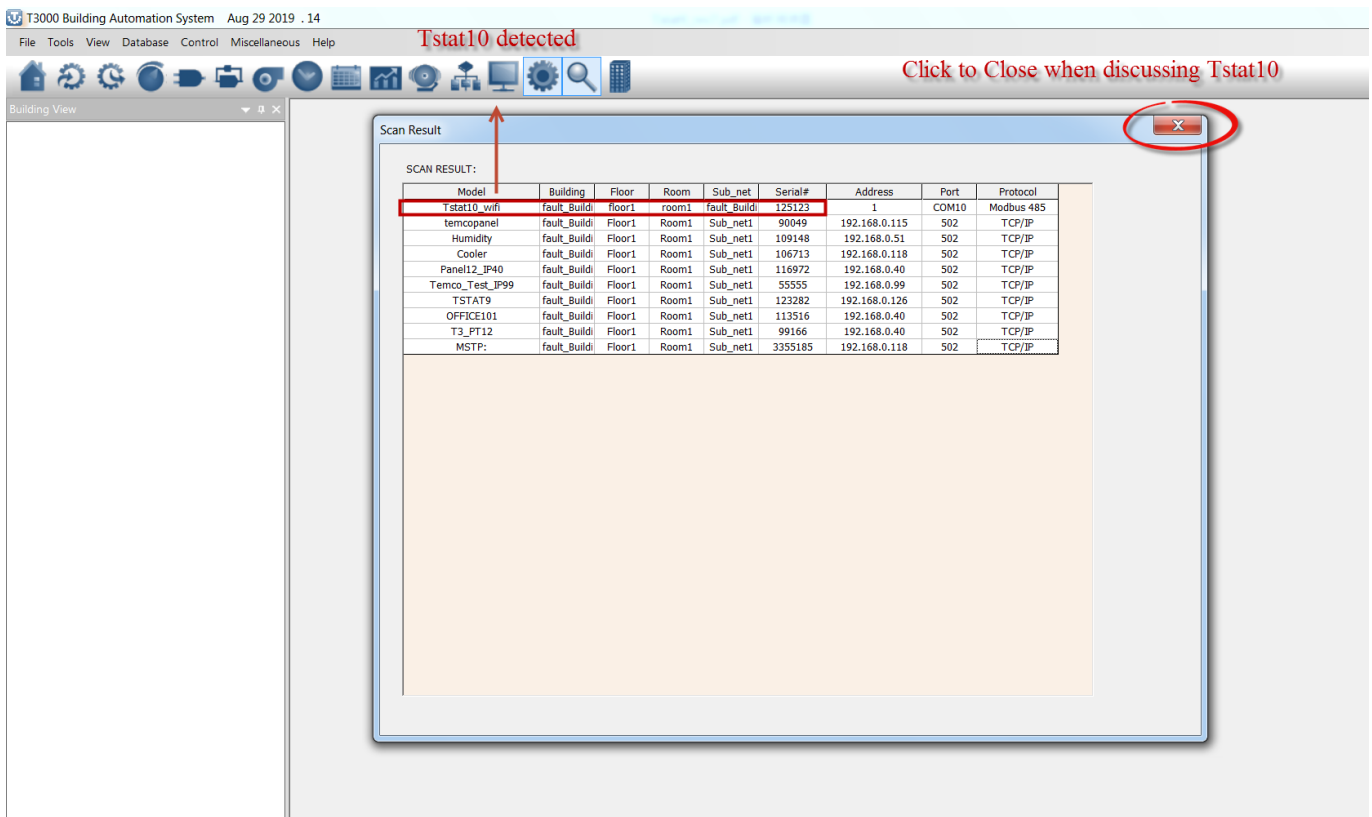 T3000 Building Automation System Aug 29 2019 . 14
File Tools View Database Control Miscellaneous Help
Tstat10 detected
Click to Close when discussing Tstat10
Building View
Scan Result
SCAN RESULT:
Model Building Floor Room Sub_net Serial# Address Port Protocol
Tstat10_wifi fault_Buildi floor1 room1 fault_Buildi 125123 1 COM10 Modbus 485
temcopanel fault_Buildi Floor1 Room1 Sub_net1 90049 192.168.0.115 502 TCP/IP
Humidity fault_Buildi Floor1 Room1 Sub_net1 109148 192.168.0.51 502 TCP/IP
Cooler fault_Buildi Floor1 Room1 Sub_net1 106713 192.168.0.118 502 TCP/IP
Panel12_IP40 fault_Buildi Floor1 Room1 Sub_net1 116972 192.168.0.40 502 TCP/IP
Temco_Test_IP99 fault_Buildi Floor1 Room1 Sub_net1 55555 192.168.0.99 502 TCP/IP
TSTAT9 fault_Buildi Floor1 Room1 Sub_net1 123282 192.168.0.126 502 TCP/IP
OFFICE101 fault_Buildi Floor1 Room1 Sub_net1 113516 192.168.0.40 502 TCP/IP
T3_PT12 fault_Buildi Floor1 Room1 Sub_net1 99166 192.168.0.40 502 TCP/IP
MSTP: fault_Buildi Floor1 Room1 Sub_net1 3355185 192.168.0.118 502 TCP/IP